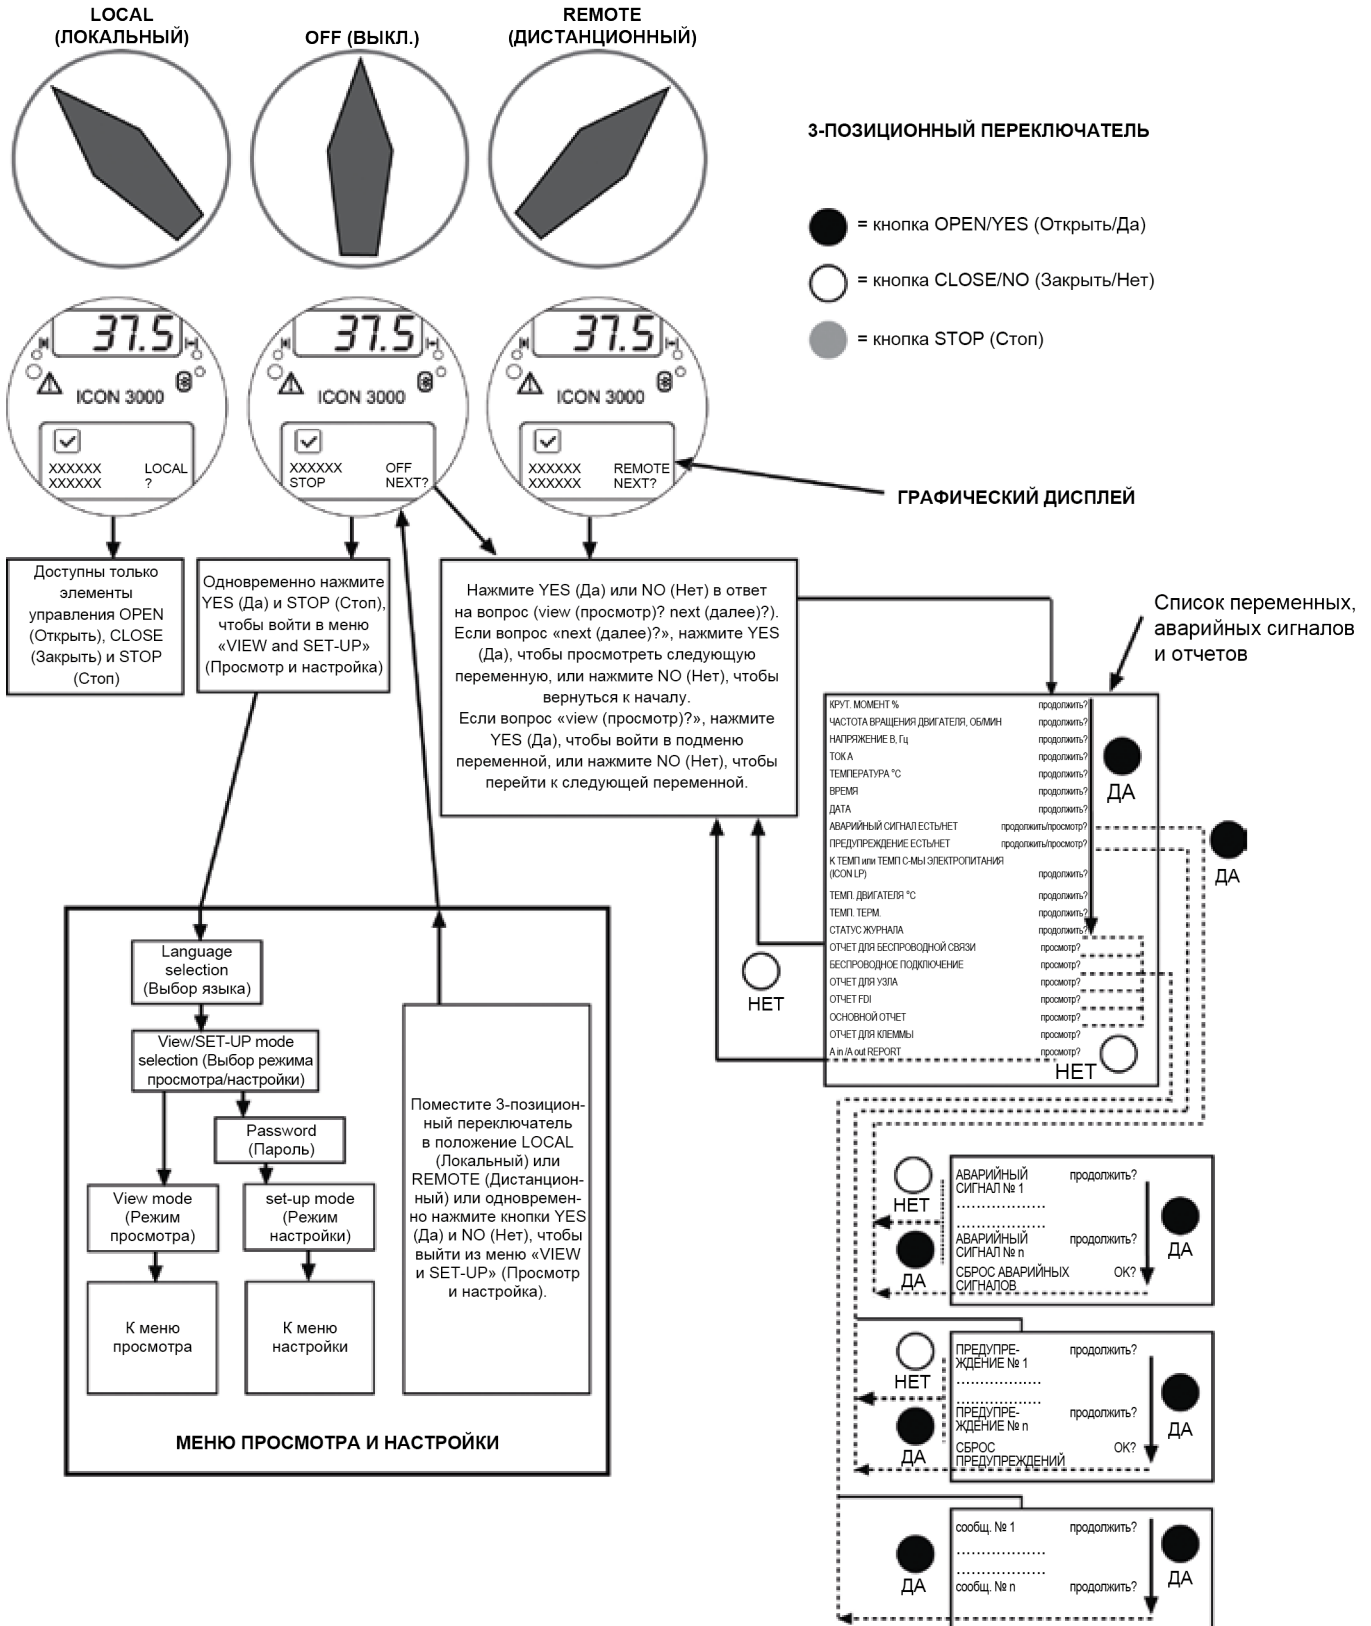 LOCAL
(ЛОКАЛЬНЫЙ)
OFF (ВЫКЛ.)
REMOTE
(ДИСТАНЦИОННЫЙ)
3-ПОЗИЦИОННЫЙ ПЕРЕКЛЮЧАТЕЛЬ
= кнопка OPEN/YES (Открыть/Да)
= кнопка CLOSE/NO (Закрыть/Нет)
= кнопка STOP (Стоп)
37.5
ICON 3000
XXXXXX LOCAL
XXXXXX ?
37.5
ICON 3000
XXXXXX OFF
STOP NEXT?
37.5
ICON 3000
XXXXXX REMOTE
XXXXXX NEXT?
ГРАФИЧЕСКИЙ ДИСПЛЕЙ
Доступны только
элементы
управления OPEN
(Открыть), CLOSE
(Закрыть) и STOP
(Стоп)
Одновременно нажмите
YES (Да) и STOP (Стоп),
чтобы войти в меню
«VIEW and SET-UP»
(Просмотр и настройка)
Нажмите YES (Да) или NO (Нет) в ответ
на вопрос (view (просмотр)? next (далее)?).
Если вопрос «next (далее)?», нажмите YES
(Да), чтобы просмотреть следующую
переменную, или нажмите NO (Нет), чтобы
вернуться к началу.
Если вопрос «view (просмотр)?», нажмите
YES (Да), чтобы войти в подменю
переменной, или нажмите NO (Нет), чтобы
перейти к следующей переменной.
Список переменных,
аварийных сигналов
и отчетов
КРУТ. МОМЕНТ % продолжить?
ЧАСТОТА ВРАЩЕНИЯ ДВИГАТЕЛЯ, ОБ/МИН продолжить?
НАПРЯЖЕНИЕ В, Гц продолжить?
ТОК А продолжить?
ТЕМПЕРАТУРА °C продолжить?
ВРЕМЯ продолжить?
ДАТА продолжить?
АВАРИЙНЫЙ СИГНАЛ ЕСТЬ/НЕТ продолжить/просмотр?
ПРЕДУПРЕЖДЕНИЕ ЕСТЬ/НЕТ продолжить/просмотр?
К ТЕМП или ТЕМП С-МЫ ЭЛЕКТРОПИТАНИЯ
(ICON LP) продолжить?
ТЕМП. ДВИГАТЕЛЯ °C продолжить?
ТЕМП. ТЕРМ. продолжить?
СТАТУС ЖУРНАЛА продолжить?
ОТЧЕТ ДЛЯ БЕСПРОВОДНОЙ СВЯЗИ просмотр?
БЕСПРОВОДНОЕ ПОДКЛЮЧЕНИЕ просмотр?
ОТЧЕТ ДЛЯ УЗЛА просмотр?
ОТЧЕТ FDI просмотр?
ОСНОВНОЙ ОТЧЕТ просмотр?
ОТЧЕТ ДЛЯ КЛЕММЫ просмотр?
A in /A out REPORT просмотр?
ДА
ДА
НЕТ
НЕТ
Language
selection
(Выбор языка)
View/SET-UP mode
selection (Выбор режима
просмотра/настройки)
Password
(Пароль)
View mode
(Режим
просмотра)
set-up mode
(Режим
настройки)
К меню
просмотра
К меню
настройки
Поместите 3-позицион-
ный переключатель
в положение LOCAL
(Локальный) или
REMOTE (Дистанцион-
ный) или одновремен-
но нажмите кнопки YES
(Да) и NO (Нет), чтобы
выйти из меню «VIEW
и SET-UP» (Просмотр
и настройка).
МЕНЮ ПРОСМОТРА И НАСТРОЙКИ
НЕТ
ДА
АВАРИЙНЫЙ продолжить?
СИГНАЛ № 1
...................
...................
АВАРИЙНЫЙ продолжить?
СИГНАЛ № n
СБРОС АВАРИЙНЫХ OK?
СИГНАЛОВ
ДА
НЕТ
ДА
ПРЕДУПРЕ- продолжить?
ЖДЕНИЕ № 1
..................
..................
ПРЕДУПРЕ- продолжить?
ЖДЕНИЕ № n
СБРОС OK?
ПРЕДУПРЕЖДЕНИЙ
ДА
ДА
сообщ. № 1 продолжить?
...................
...................
сообщ. № n продолжить?
ДА